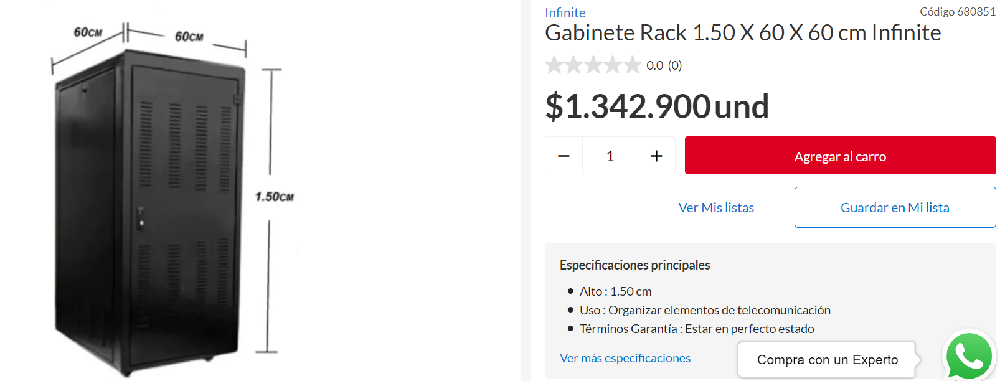 60CM
60CM
1.50CM
Infinite
Código 680851
Gabinete Rack 1.50 X 60 X 60 cm Infinite
0.0 (0)
$1.342.900 und
− 1 +
Agregar al carro
Ver Mis listas
Guardar en Mi lista
Especificaciones principales
• Alto : 1.50 cm
• Uso : Organizar elementos de telecomunicación
• Términos Garantía : Estar en perfecto estado
Ver más especificaciones
Compra con un Experto